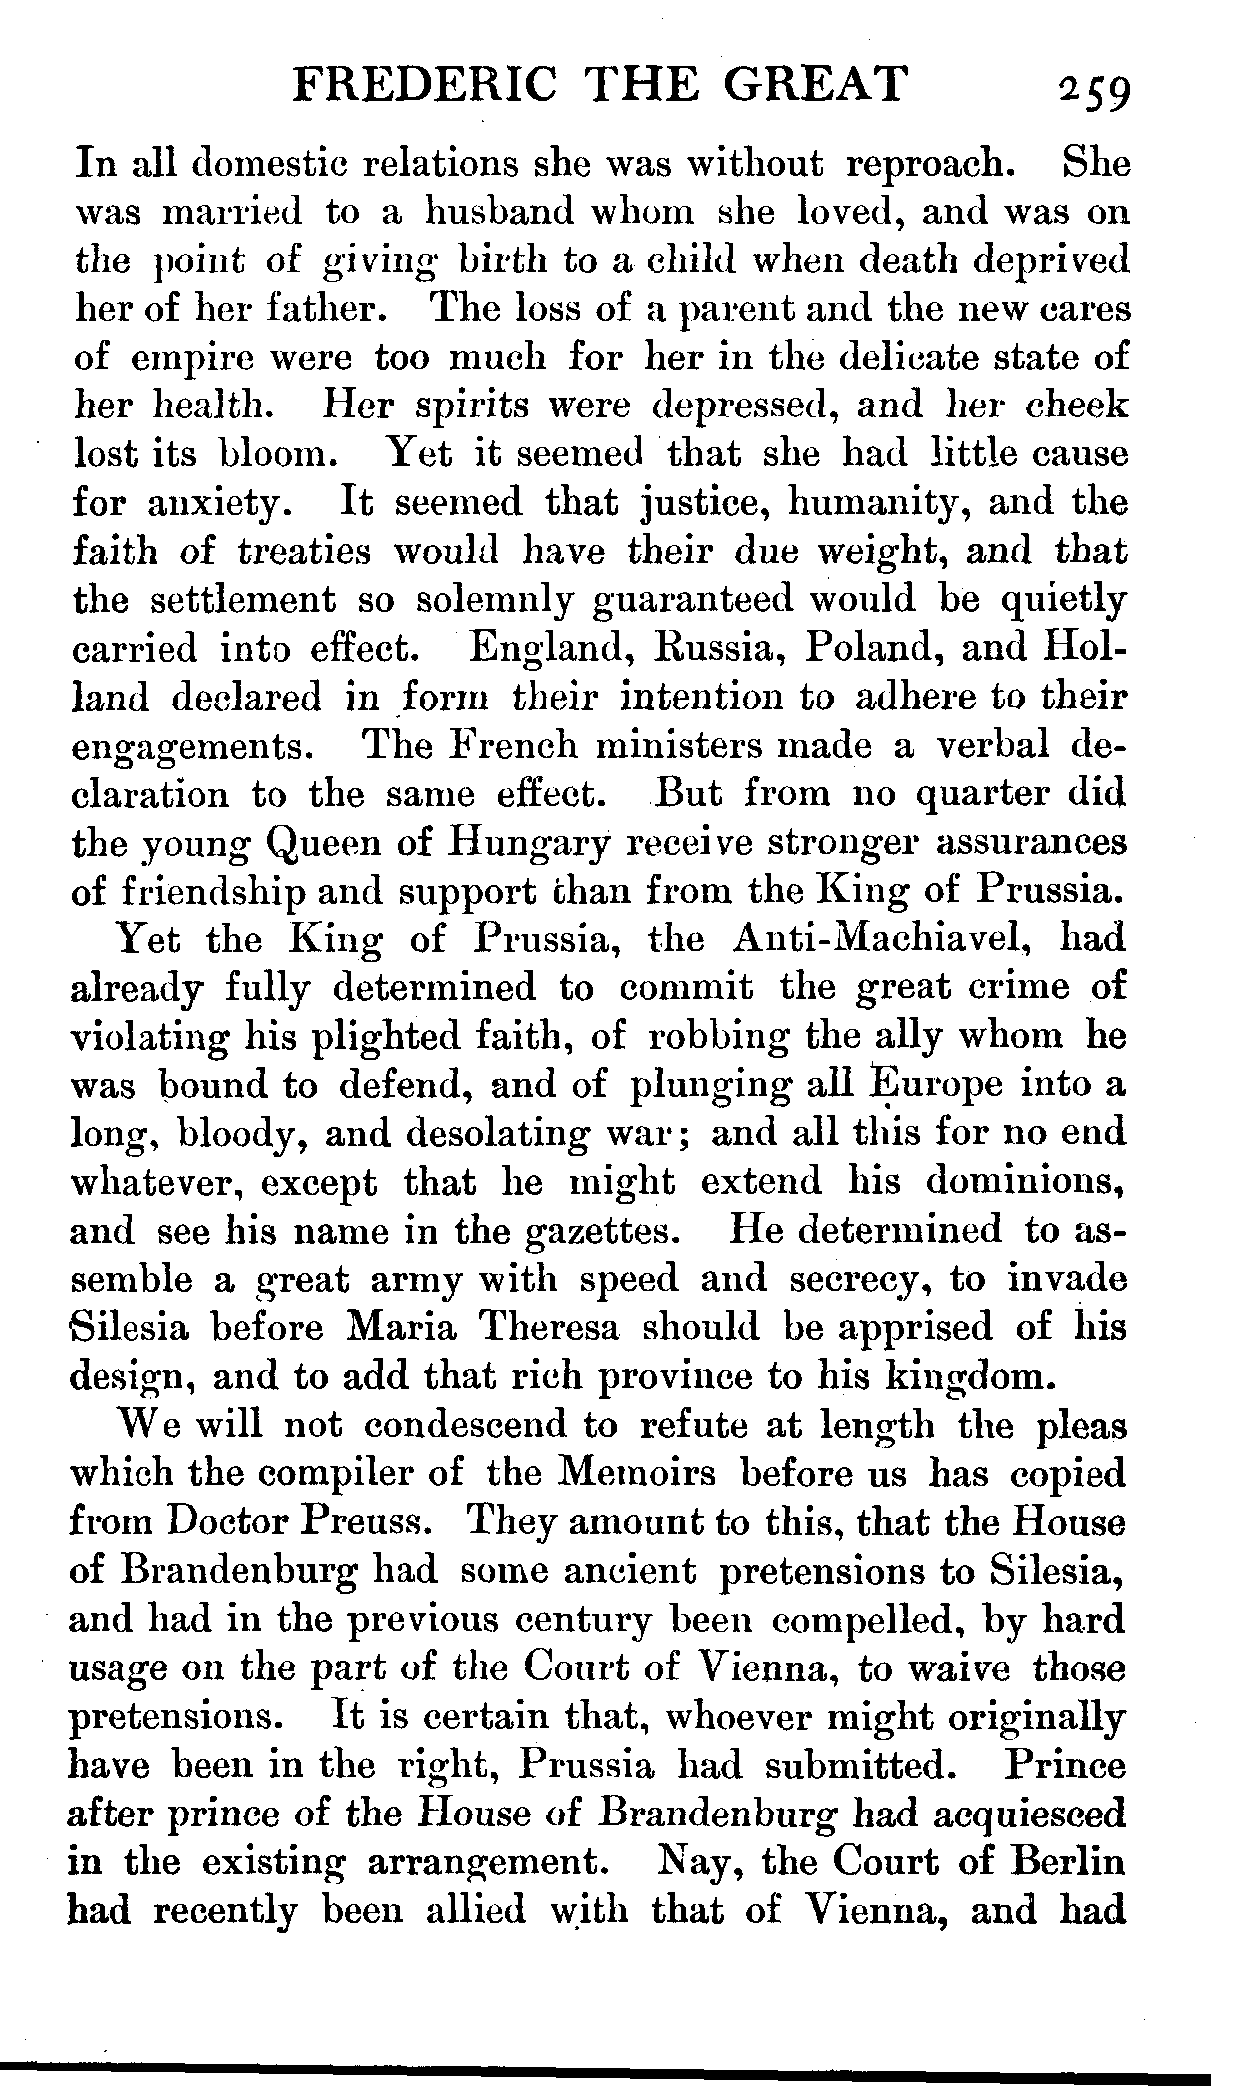 FREDERIC THE GREAT 259
In all domestic relations she was without reproach. She
was married to a husband whom she loved, and was on
the point of giving birth to a child when death deprived
her of her father. The loss of a parent and the new cares
of empire were too much for her in the delicate state of
her health. Her spirits were depressed, and her cheek
lost its bloom. Yet it seemed that she had little cause
for anxiety. It seemed that justice, humanity, and the
faith of treaties would have their due weight, and that
the settlement so solemnly guaranteed would be quietly
carried into effect. England, Russia, Poland, and Hol-
land declared in form their intention to adhere to their
engagements. The French ministers made a verbal de-
claration to the same effect. But from no quarter did
the young Queen of Hungary receive stronger assurances
of friendship and support than from the King of Prussia.
Yet the King of Prussia, the Anti-Machiavel, had
already fully determined to commit the great crime of
violating his plighted faith, of robbing the ally whom he
was bound to defend, and of plunging all Europe into a
long, bloody, and desolating war; and all this for no end
whatever, except that he might extend his dominions,
and see his name in the gazettes. He determined to as-
semble a great army with speed and secrecy, to invade
Silesia before Maria Theresa should be apprised of his
design, and to add that rich province to his kingdom.
We will not condescend to refute at length the pleas
which the compiler of the Memoirs before us has copied
from Doctor Preuss. They amount to this, that the House
of Brandenburg had some ancient pretensions to Silesia,
and had in the previous century been compelled, by hard
usage on the part of the Court of Vienna, to waive those
pretensions. It is certain that, whoever might originally
have been in the right, Prussia had submitted. Prince
after prince of the House of Brandenburg had acquiesced
in the existing arrangement. Nay, the Court of Berlin
had recently been allied with that of Vienna, and had